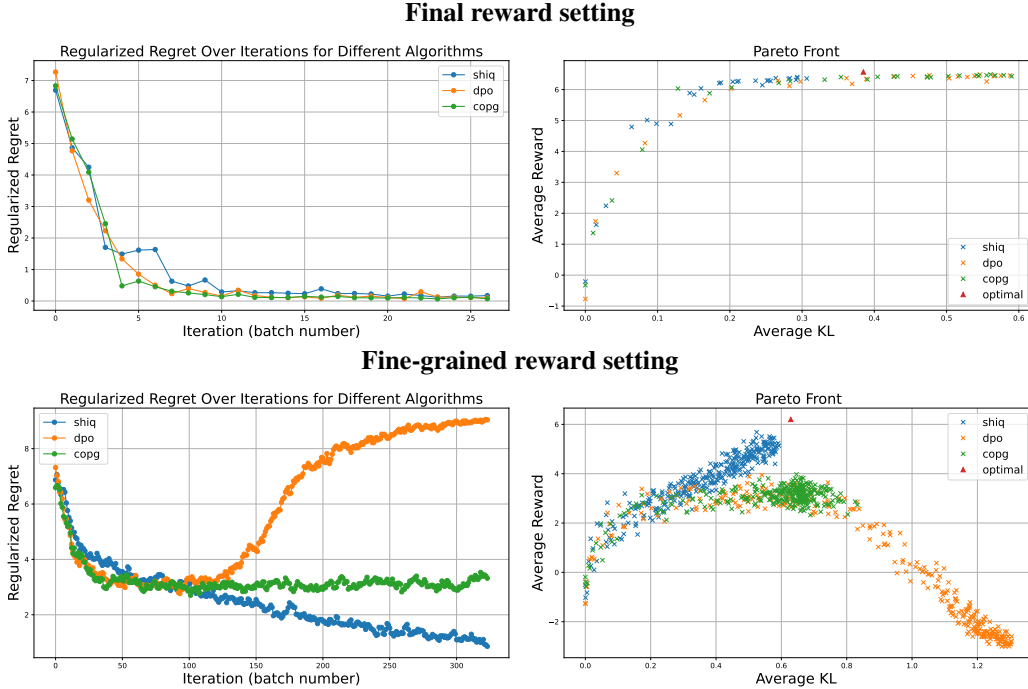 Final reward setting
Regularized Regret Over Iterations for Different Algorithms
7
6
5
4
3
2
1
0
0
5
10
15
20
25
Regularized Regret
Iteration (batch number)
shiq
dpo
copg
Pareto Front
6
5
4
3
2
1
0
−1
0.0
0.1
0.2
0.3
0.4
0.5
0.6
Average Reward
Average KL
shiq
dpo
copg
optimal
Fine-grained reward setting
Regularized Regret Over Iterations for Different Algorithms
8
6
4
2
0
50
100
150
200
250
300
Regularized Regret
Iteration (batch number)
shiq
dpo
copg
Pareto Front
6
4
2
0
−2
0.0
0.2
0.4
0.6
0.8
1.0
1.2
Average Reward
Average KL
shiq
dpo
copg
optimal